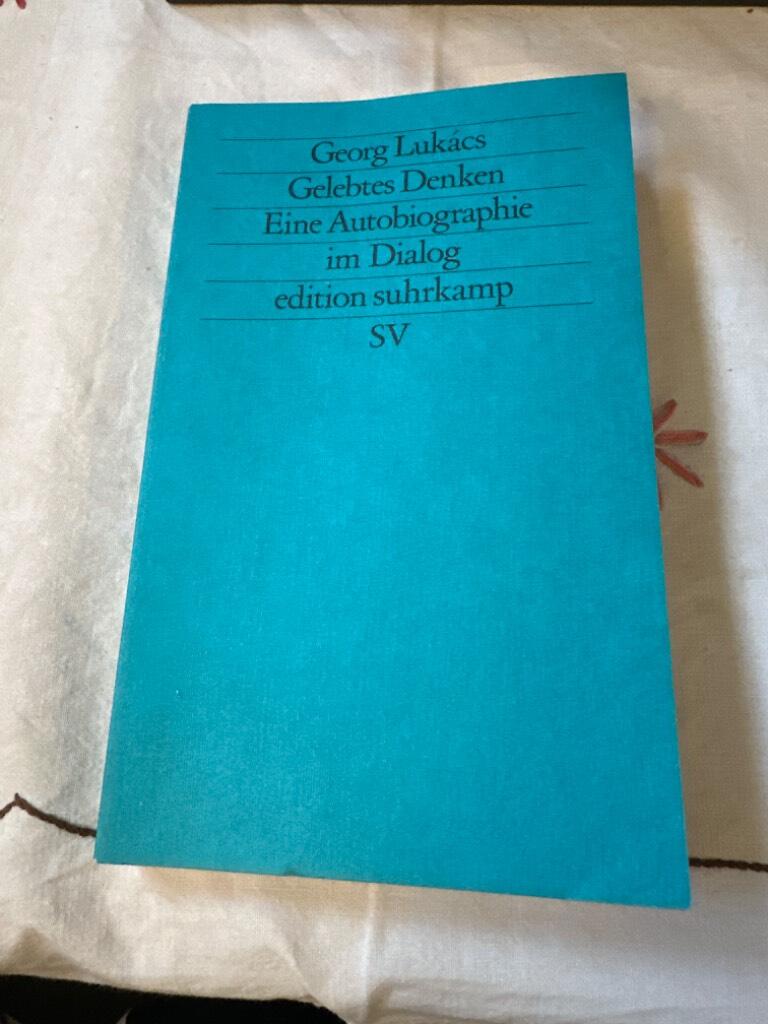 Georg Lukács
Gelebtes Denken
Eine Autobiographie
im Dialog
edition suhrkamp
SV